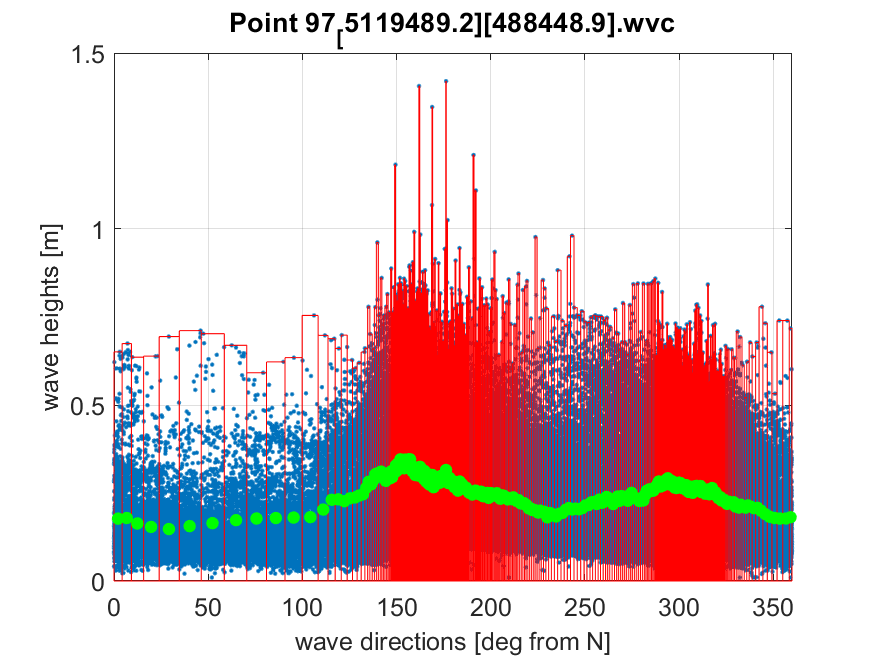 Point 97[5119489.2][488448.9].wvc
1.5
1
0.5
0
wave heights [m]
0 50 100 150 200 250 300 350
wave directions [deg from N]